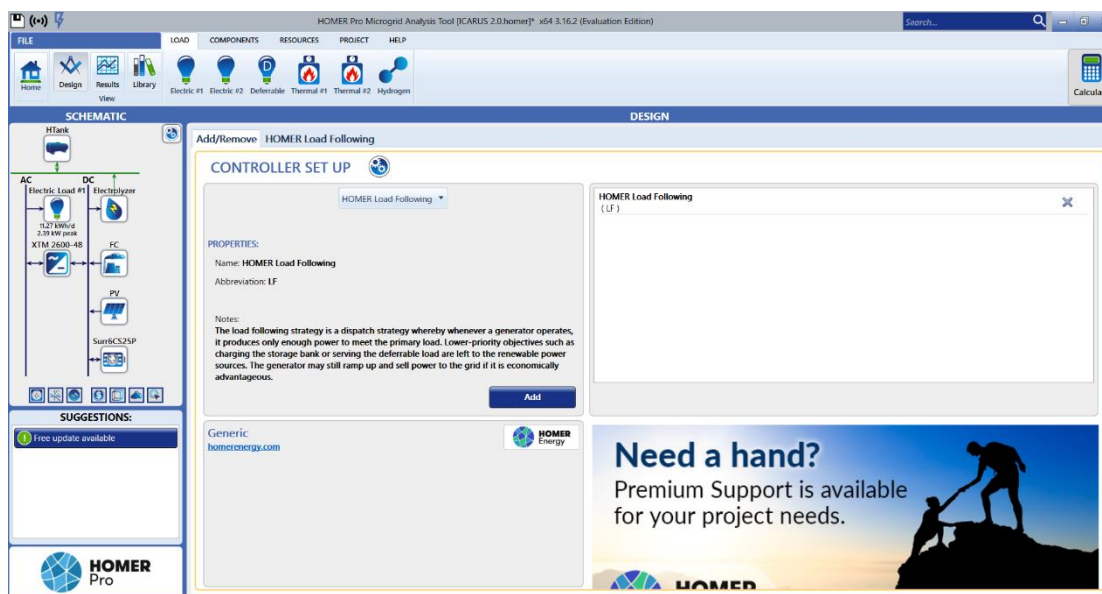 HOMER Pro Microgrid Analysis Tool [ICARUS 2.0.homer]* x64 3.16.2 (Evaluation Edition)
Search...
FILE
LOAD COMPONENTS RESOURCES PROJECT HELP
Home
Design
Results
Library
View
Electric #1 Electric #2 Deferrable Thermal #1 Thermal #2 Hydrogen
Calcula
SCHEMATIC
DESIGN
HTank
AC DC
Electric Load #1 Electrolyzer
11.27 kWh/d
2.39 kW peak
XTM 2600-48 FC
PV
Surr6CS25P
SUGGESTIONS:
Free update available
HOMER
Pro
Add/Remove HOMER Load Following
CONTROLLER SET UP
HOMER Load Following
PROPERTIES:
Name: HOMER Load Following
Abbreviation: LF
Notes:
The load following strategy is a dispatch strategy whereby whenever a generator operates,
it produces only enough power to meet the primary load. Lower-priority objectives such as
charging the storage bank or serving the deferrable load are left to the renewable power
sources. The generator may still ramp up and sell power to the grid if it is economically
advantageous.
Add
HOMER Load Following
( LF )
Generic
homerenergy.com
HOMER
Energy
Need a hand?
Premium Support is available
for your project needs.
HOMER